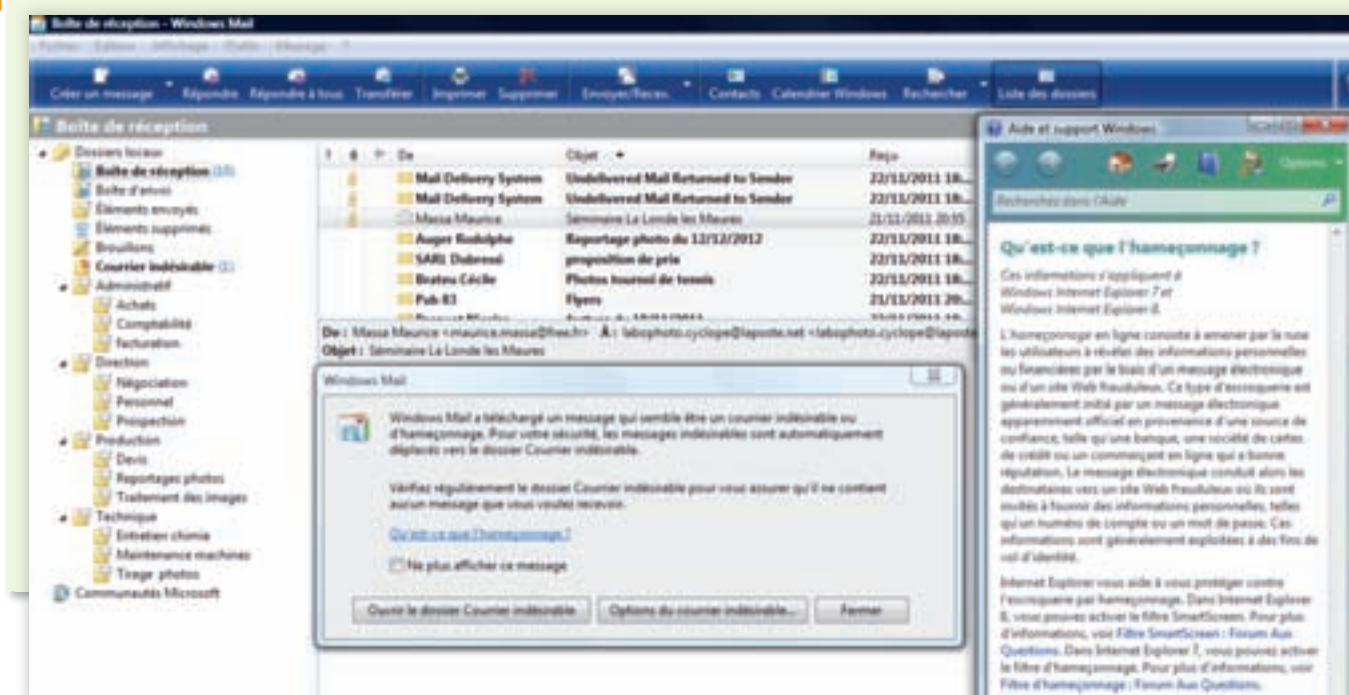 Boîte de réception - Windows Mail
Fichier Edition Affichage Outils Message ?
Créer un message Répondre Répondre à tous Transférer Imprimer Supprimer Envoyer/Recev. Contacts Calendrier Windows Rechercher Liste des dossiers
Boîte de réception
Dossiers locaux
Boîte de réception (10)
Boîte d'envoi
Éléments envoyés
Éléments supprimés
Brouillons
Courrier indésirable (1)
Administratif
Achats
Comptabilité
facturation
Direction
Négociation
Personnel
Prospection
Production
Devis
Reportages photos
Traitement des images
Technique
Entretien chimie
Maintenance machines
Tirage photos
Communautés Microsoft
! De Objet Reçu
Mail Delivery System Undelivered Mail Returned to Sender 22/11/2011 18:...
Mail Delivery System Undelivered Mail Returned to Sender 22/11/2011 18:...
Massa Maurice Séminaire La Londe les Maures 21/11/2011 20:55
Auger Rodolphe Reportage photo du 12/12/2012 22/11/2011 18:...
SARL proposition de prix 22/11/2011 18:...
Brateu Cécile Photos tournoi de tennis 22/11/2011 18:...
Pub 83 Flyers 21/11/2011 20:...
De : Massa Maurice <maurice.massa@free.fr> À : labophoto.cyclope@laposte.net <labophoto.cyclope@laposte
Objet : Séminaire La Londe les Maures
Windows Mail
Windows Mail a téléchargé un message qui semble être un courrier indésirable ou
d'hameçonnage. Pour votre sécurité, les messages indésirables sont automatiquement
déplacés vers le dossier Courrier indésirable.
Vérifiez régulièrement le dossier Courrier indésirable pour vous assurer qu'il ne contient
aucun message que vous voulez recevoir.
Qu'est-ce que l'hameçonnage ?
Ne plus afficher ce message
Ouvrir le dossier Courrier indésirable Options du courrier indésirable... Fermer
Aide et support Windows
Options
Rechercher dans l'Aide
Qu'est-ce que l'hameçonnage ?
Ces informations s'appliquent à
Windows Internet Explorer 7 et
Windows Internet Explorer 8.
L'hameçonnage en ligne consiste à amener par la ruse
les utilisateurs à révéler des informations personnelles
ou financières par le biais d'un message électronique
ou d'un site Web frauduleux. Ce type d'escroquerie est
généralement initié par un message électronique
apparemment officiel en provenance d'une source de
confiance, telle qu'une banque, une société de cartes
de crédit ou un commerçant en ligne qui a bonne
réputation. Le message électronique conduit alors les
destinataires vers un site Web frauduleux où ils sont
invités à fournir des informations personnelles, telles
qu'un numéro de compte ou un mot de passe. Ces
informations sont généralement exploitées à des fins de
vol d'identité.
Internet Explorer vous aide à vous protéger contre
l'escroquerie par hameçonnage. Dans Internet Explorer
8, vous pouvez activer le filtre SmartScreen. Pour plus
d'informations, voir Filtre SmartScreen : Forum Aux
Questions. Dans Internet Explorer 7, vous pouvez activer
le filtre d'hameçonnage. Pour plus d'informations, voir
Filtre d'hameçonnage : Forum Aux Questions.